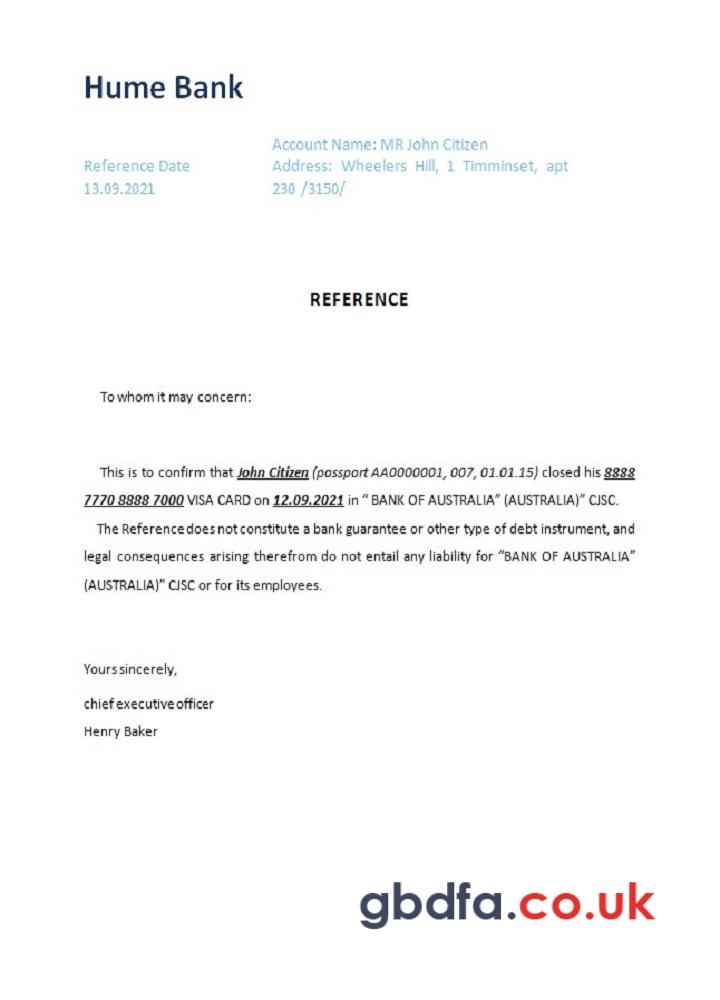 Hume Bank
Account Name: MR John Citizen
Reference Date
Address: Wheelers Hill, 1 Timminset, apt
13.09.2021
230 /3150/
REFERENCE
To whom it may concern:
This is to confirm that John Citizen (passport AA0000001, 007, 01.01.15) closed his 8888
7770 8888 7000 VISA CARD on 12.09.2021 in “ BANK OF AUSTRALIA” (AUSTRALIA)” CJSC.
The Reference does not constitute a bank guarantee or other type of debt instrument, and
legal consequences arising therefrom do not entail any liability for “BANK OF AUSTRALIA”
(AUSTRALIA)” CJSC or for its employees.
Yours sincerely,
chief executive officer
Henry Baker
gbdfa.co.uk